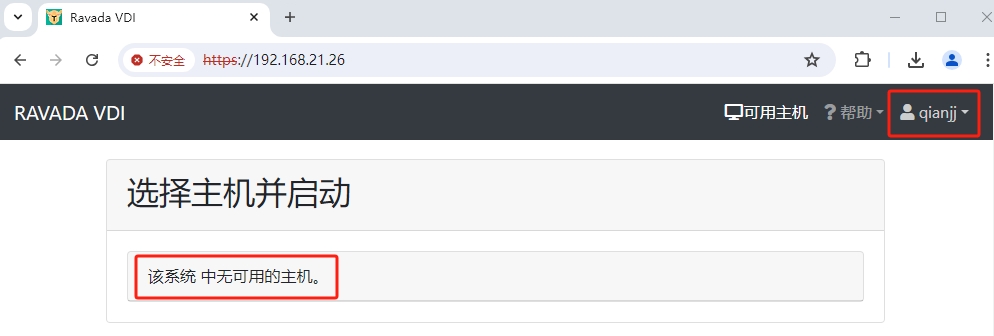 Ravada VDI
不安全 https://192.168.21.26
RAVADA VDI 可用主机 ? 帮助 qianjj
选择主机并启动
该系统 中无可用的主机。